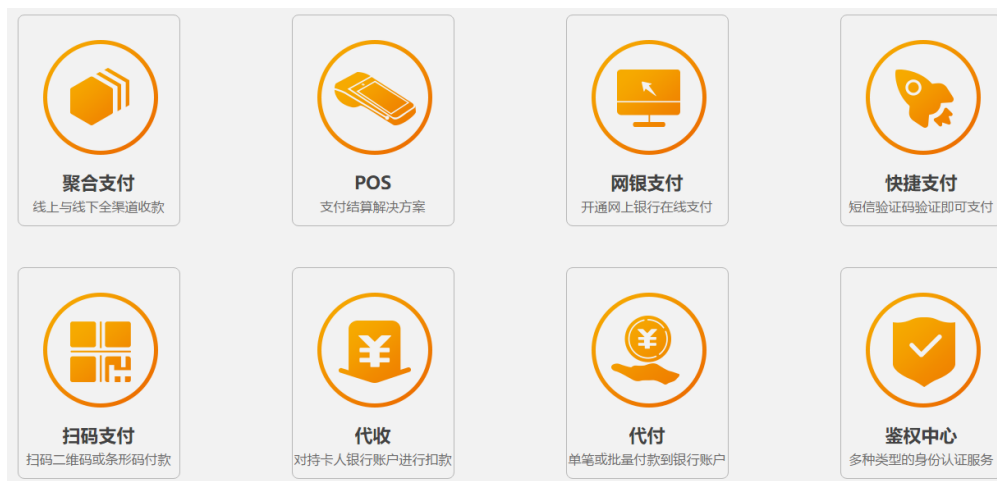 聚合支付
线上与线下全渠道收款
POS
支付结算解决方案
网银支付
开通网上银行在线支付
快捷支付
短信验证码验证即可支付
扫码支付
扫码二维码或条形码付款
代收
对持卡人银行账户进行扣款
代付
单笔或批量付款到银行账户
鉴权中心
多种类型的身份认证服务